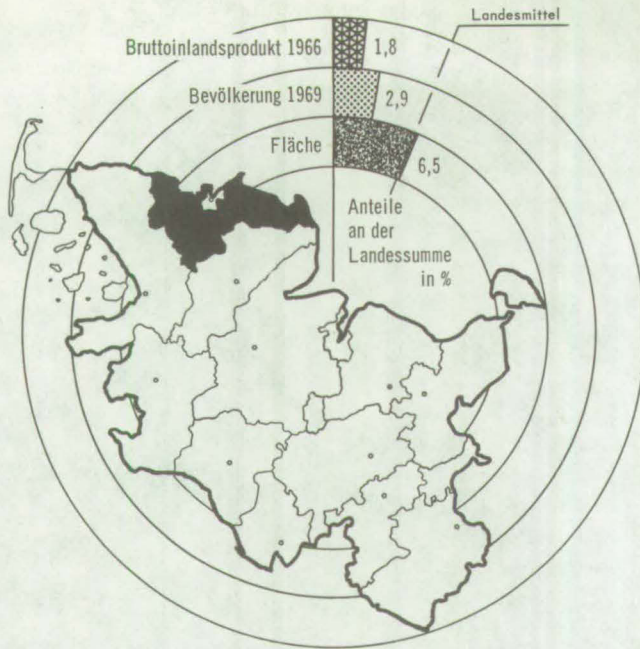 Landesmittel
Bruttoinlandsprodukt 1966
1,8
Bevölkerung 1969
2,9
Fläche
6,5
Anteile
an der
Landessumme
in %